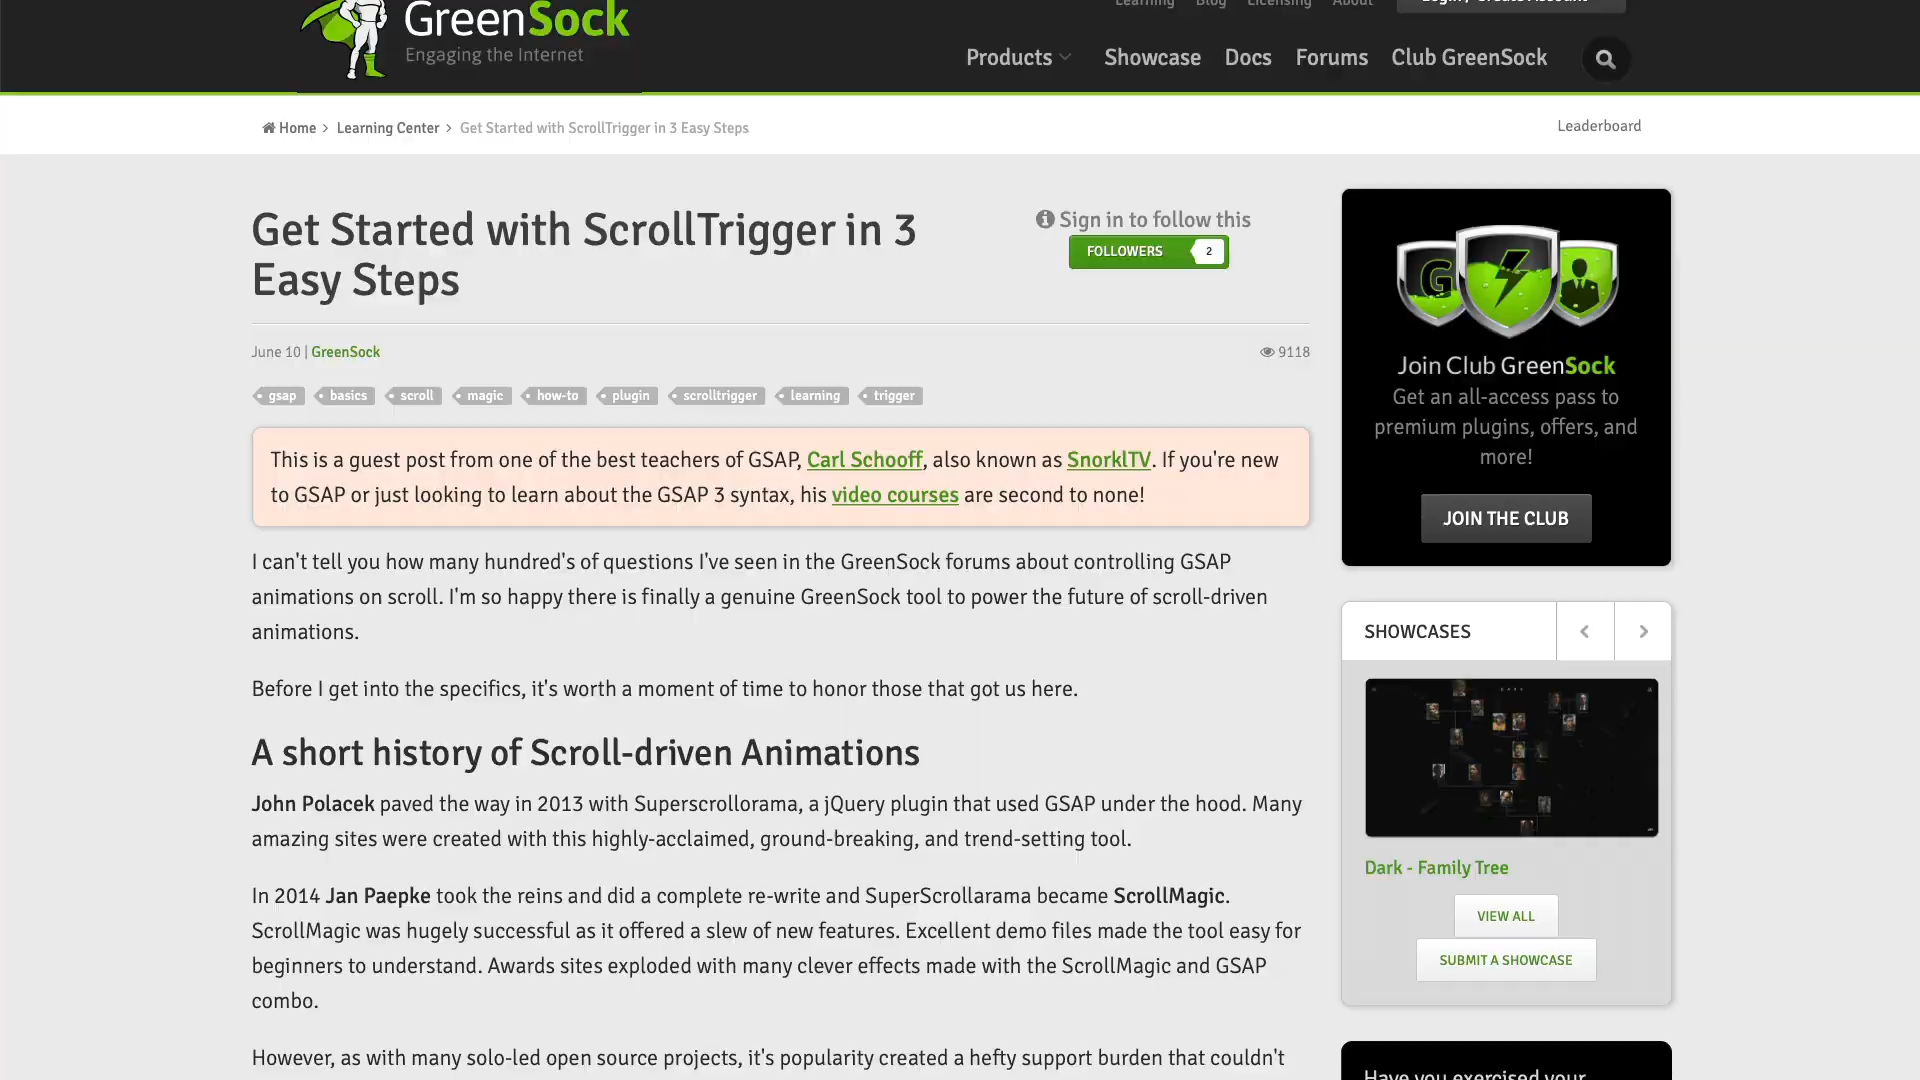 Learning Blog Licensing About
Login / Create Account
GreenSock
Engaging the Internet
Products Showcase Docs Forums Club GreenSock
Home › Learning Center › Get Started with ScrollTrigger in 3 Easy Steps
Leaderboard
Get Started with ScrollTrigger in 3
Easy Steps
Sign in to follow this
FOLLOWERS 2
June 10 | GreenSock
9118
gsap basics scroll magic how-to plugin scrolltrigger learning trigger
This is a guest post from one of the best teachers of GSAP, Carl Schooff, also known as SnorklTV. If you're new
to GSAP or just looking to learn about the GSAP 3 syntax, his video courses are second to none!
I can't tell you how many hundred's of questions I've seen in the GreenSock forums about controlling GSAP
animations on scroll. I'm so happy there is finally a genuine GreenSock tool to power the future of scroll-driven
animations.
Before I get into the specifics, it's worth a moment of time to honor those that got us here.
A short history of Scroll-driven Animations
John Polacek paved the way in 2013 with Superscrollorama, a jQuery plugin that used GSAP under the hood. Many
amazing sites were created with this highly-acclaimed, ground-breaking, and trend-setting tool.
In 2014 Jan Paepke took the reins and did a complete re-write and SuperScrollarama became ScrollMagic.
ScrollMagic was hugely successful as it offered a slew of new features. Excellent demo files made the tool easy for
beginners to understand. Awards sites exploded with many clever effects made with the ScrollMagic and GSAP
combo.
However, as with many solo-led open source projects, it's popularity created a hefty support burden that couldn't
G
Join Club GreenSock
Get an all-access pass to
premium plugins, offers, and
more!
JOIN THE CLUB
SHOWCASES
DARK
Dark - Family Tree
VIEW ALL
SUBMIT A SHOWCASE
Have you exercised your